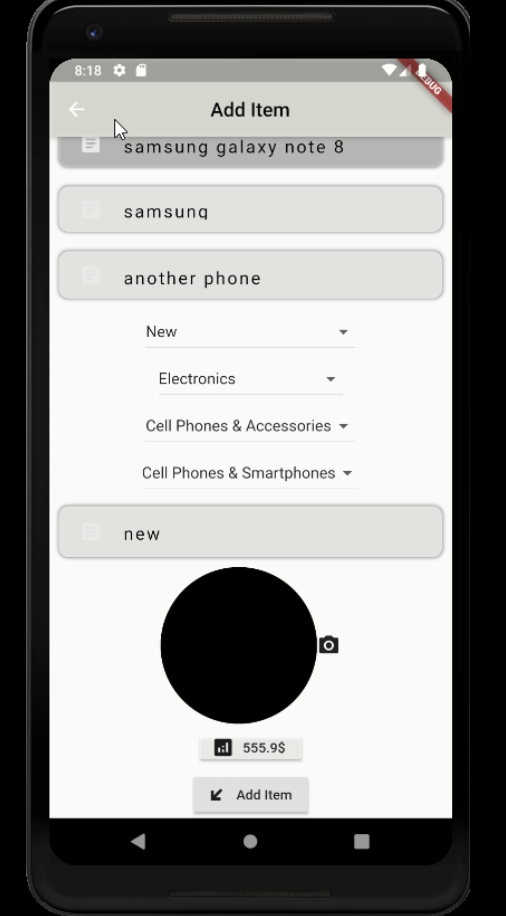 8:18
DEBUG
Add Item
samsung galaxy note 8
samsung
another phone
New
Electronics
Cell Phones & Accessories
Cell Phones & Smartphones
new
555.9$
Add Item